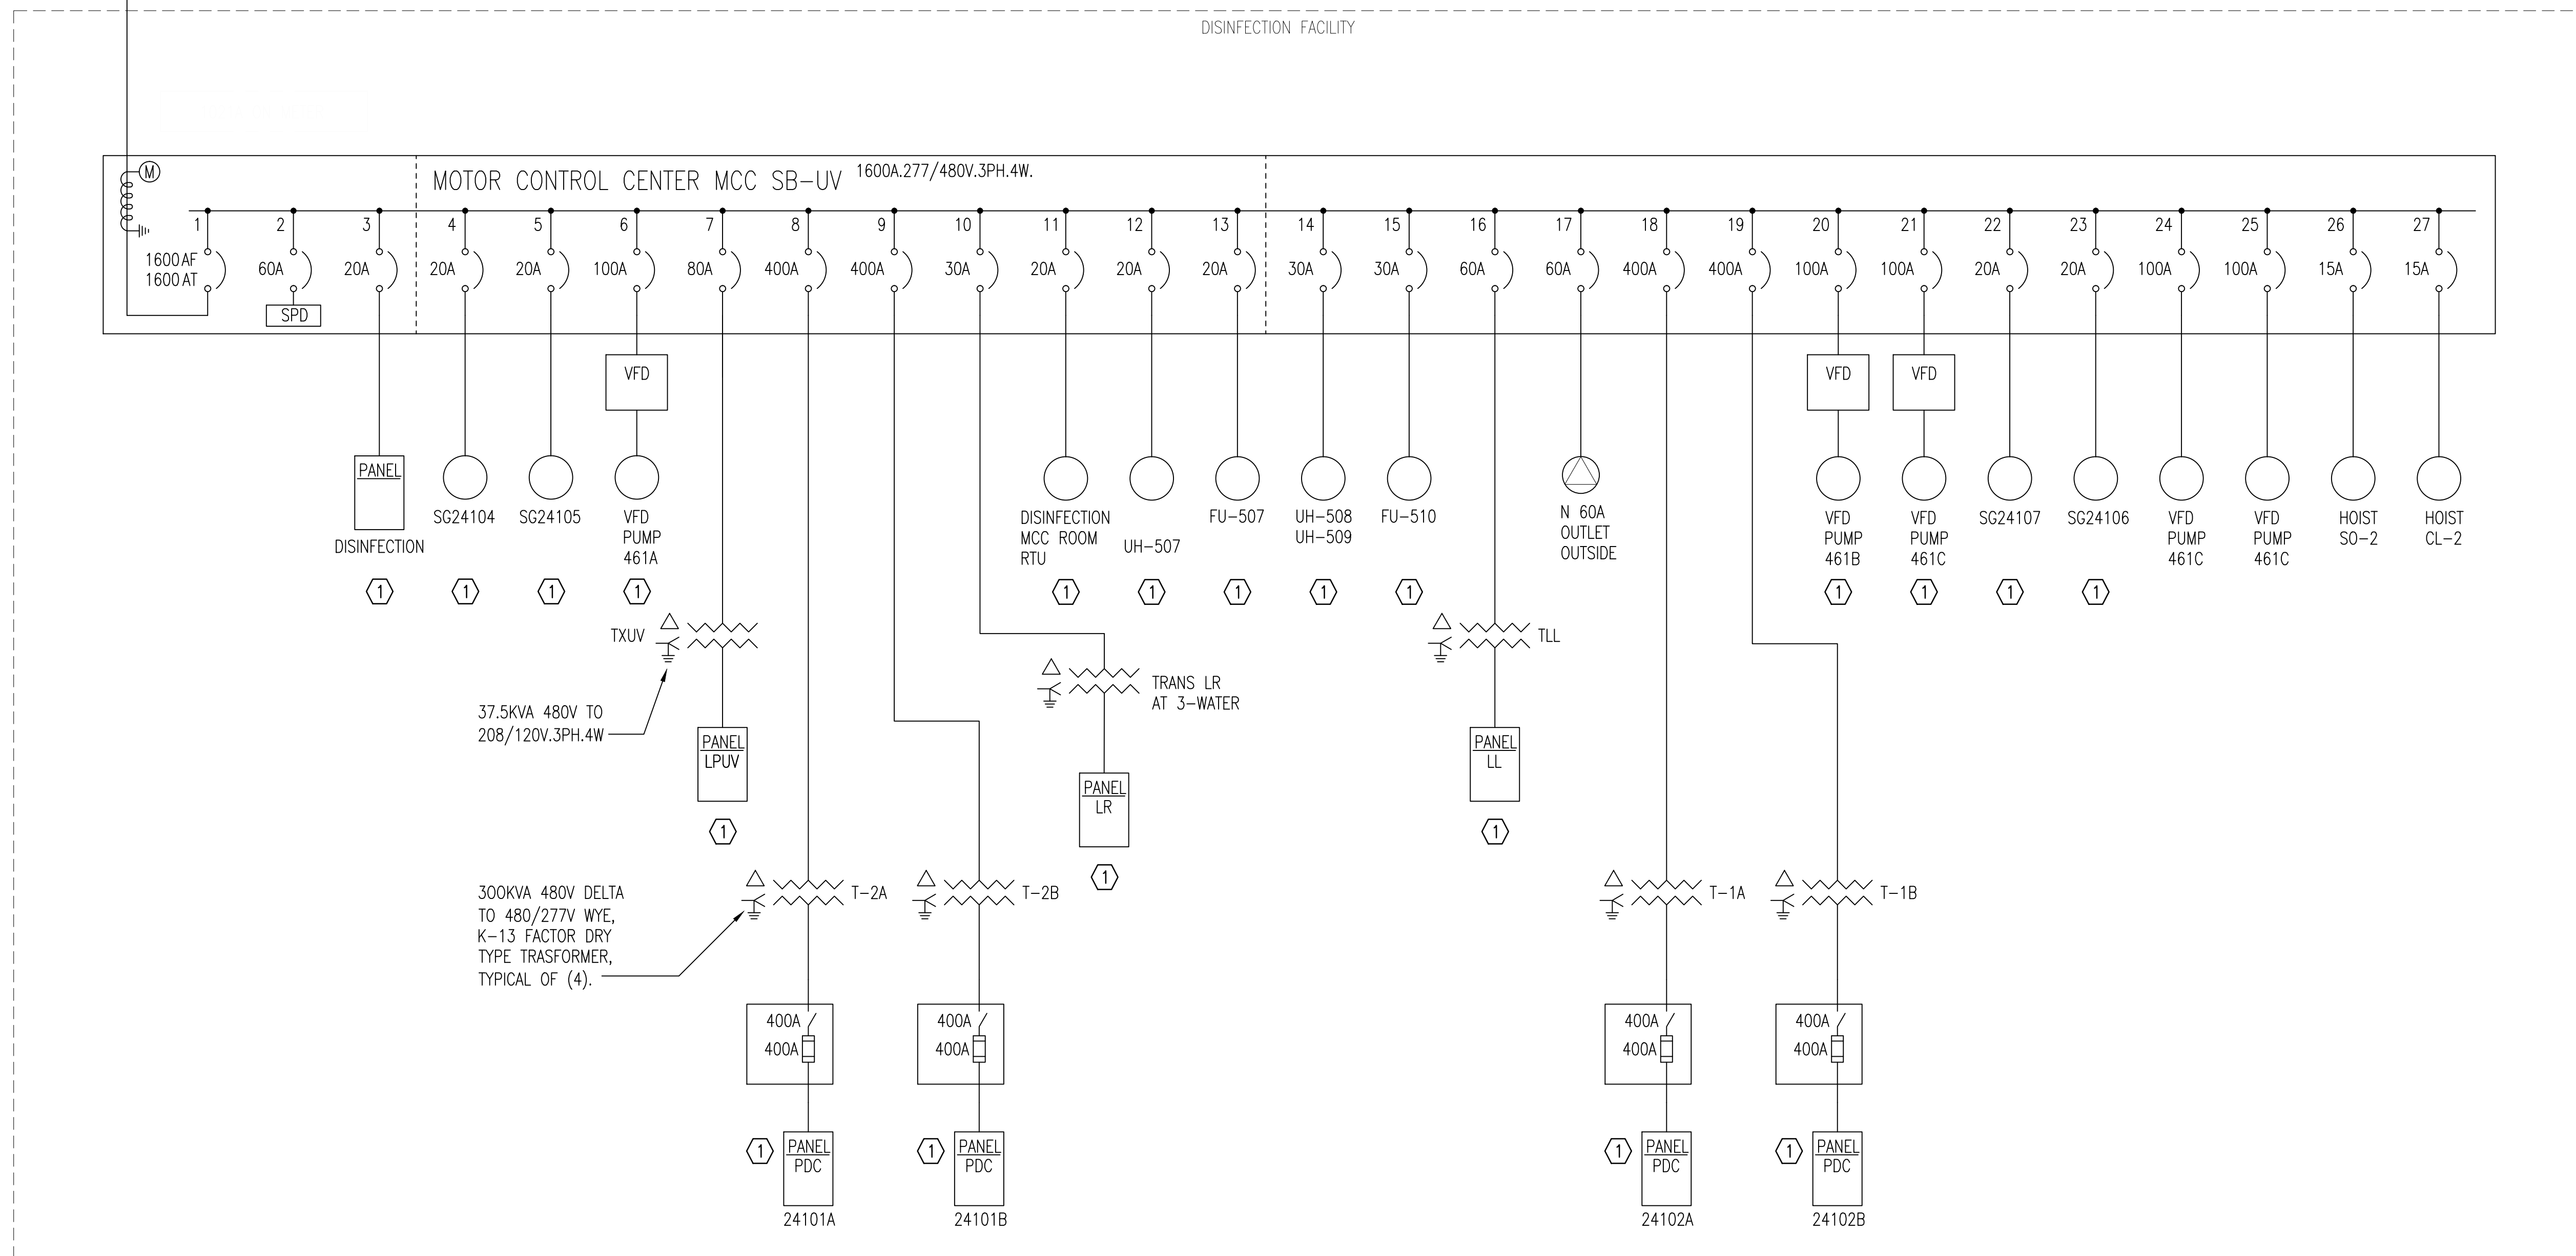 DISINFECTION FACILITY
M
MOTOR CONTROL CENTER MCC SB-UV 1600A.277/480V.3PH.4W.
1 2 3 4 5 6 7 8 9 10 11 12 13 14 15 16 17 18 19 20 21 22 23 24 25 26 27
1600AF
1600AT
60A 20A 20A 20A 100A 80A 400A 400A 30A 20A 20A 20A 30A 30A 60A 60A 400A 400A 100A 100A 20A 20A 100A 100A 15A 15A
SPD
VFD VFD VFD
PANEL
DISINFECTION
1
SG24104
1
SG24105
1
VFD
PUMP
461A
1
DISINFECTION
MCC ROOM
RTU
1
UH-507
1
FU-507
1
UH-508
UH-509
1
FU-510
1
N 60A
OUTLET
OUTSIDE
VFD
PUMP
461B
1
VFD
PUMP
461C
1
SG24107
1
SG24106
1
VFD
PUMP
461C
VFD
PUMP
461C
HOIST
SO-2
HOIST
CL-2
TXUV
37.5KVA 480V TO
208/120V.3PH.4W
PANEL
LPUV
1
TRANS LR
AT 3-WATER
PANEL
LR
1
TLL
PANEL
LL
1
300KVA 480V DELTA
TO 480/277V WYE,
K-13 FACTOR DRY
TYPE TRASFORMER,
TYPICAL OF (4).
T-2A
400A
400A
1
PANEL
PDC
24101A
T-2B
400A
400A
1
PANEL
PDC
24101B
T-1A
400A
400A
1
PANEL
PDC
24102A
T-1B
400A
400A
1
PANEL
PDC
24102B